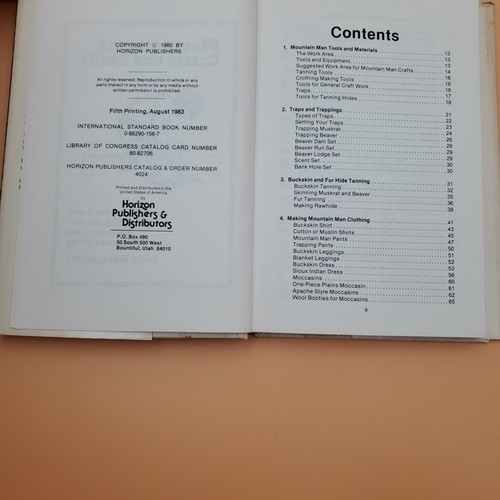 COPYRIGHT © 1980 BY
HORIZON PUBLISHERS
All rights reserved. Reproduction in whole or any
parts thereof in any form or by any media without
written permission is prohibited.
Fifth Printing, August 1983
INTERNATIONAL STANDARD BOOK NUMBER
0-88290-156-7
LIBRARY OF CONGRESS CATALOG CARD NUMBER
80-82706
HORIZON PUBLISHERS CATALOG & ORDER NUMBER
4024
Printed and Distributed in the
United States of America
by
Horizon
Publishers &
Distributors
P.O. Box 490
50 South 500 West
Bountiful, Utah 84010
Contents
1. Mountain Man Tools and Materials
The Work Area 13
Tools and Equipment 13
Suggested Work Area for Mountain Man Crafts 13
Tanning Tools 14
Clothing-Making Tools 16
Tools for General Craft Work 16
Traps 17
Tools for Tanning Hides 18
2. Traps and Trappings
Types of Traps 21
Setting Your Traps 22
Trapping Muskrat 23
Trapping Beaver 24
Beaver Dam Set 26
Beaver Run Set 28
Beaver Lodge Set 29
Scent Set 29
Bank Hole Set 30
3. Buckskin and Fur Hide Tanning
Buckskin Tanning 31
Skinning Muskrat and Beaver 32
Fur Tanning 35
Making Rawhide 38
4. Making Mountain Man Clothing 41
Buckskin Shirt 41
Cotton or Muslin Shirts 43
Mountain Man Pants 45
Trapping Pants 47
Buckskin Leggings 50
Blanket Leggings 51
Buckskin Dress 52
Sioux Indian Dress 53
Moccasins 56
One-Piece Plains Moccasin 60
Apache Style Moccasins 62
Wool Booties for Moccasins 65
9